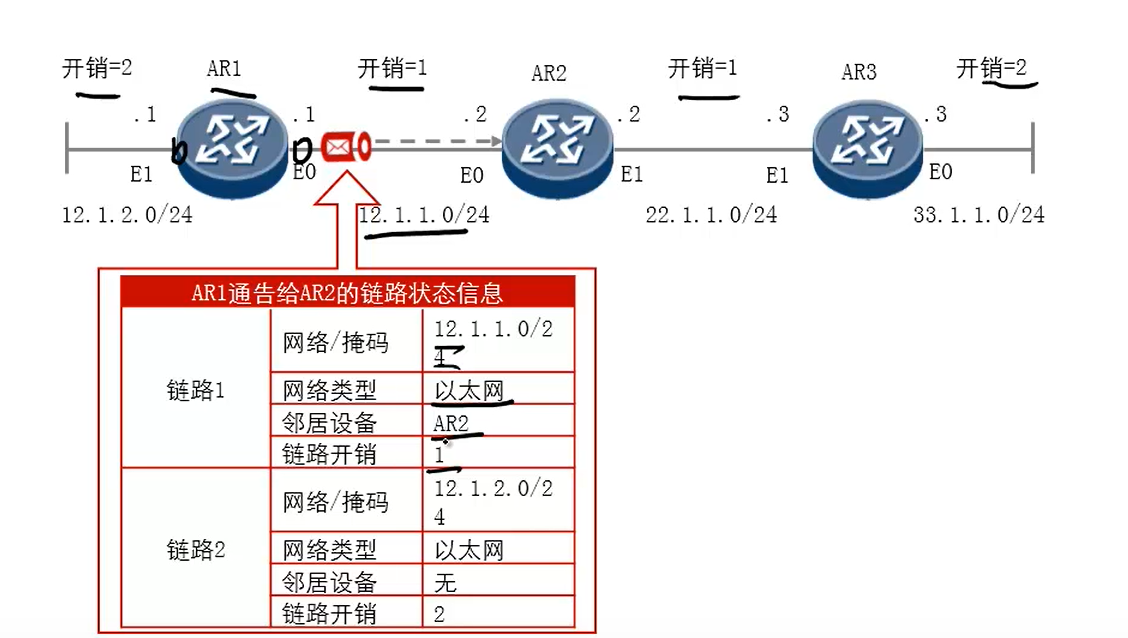 开销=2
AR1
开销=1
AR2
开销=1
AR3
开销=2
.1
.1
.2
.2
.3
.3
E1
E0
E0
E1
E1
E0
12.1.2.0/24
12.1.1.0/24
22.1.1.0/24
33.1.1.0/24
AR1通告给AR2的链路状态信息
链路1
网络/掩码
12.1.1.0/2
4
网络类型
以太网
邻居设备
AR2
链路开销
1
链路2
网络/掩码
12.1.2.0/2
4
网络类型
以太网
邻居设备
无
链路开销
2